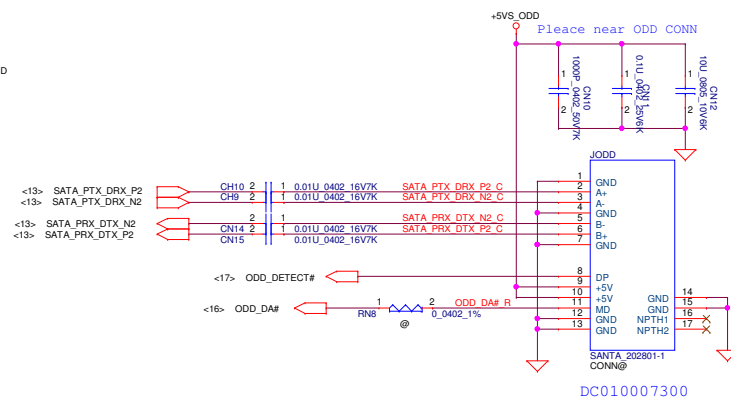 +5VS_ODD
Pleace near ODD CONN
D
1
1
1
1000P_0402_50V7K
CN10
CN11
10U_0805_10V6K
CN12
2
2
2
JODD
<13> SATA_PTX_DRX_P2 CH10 2 1 0.01U_0402_16V7K SATA_PTX_DRX_P2_C 2 A+
<13> SATA_PTX_DRX_N2 CH9 2 1 0.01U_0402_16V7K SATA_PTX_DRX_N2_C 3 A-
1 GND
4 GND
<13> SATA_PRX_DTX_N2 CN14 2 1 0.01U_0402_16V7K SATA_PRX_DTX_N2_C 5 B-
<13> SATA_PRX_DTX_P2 CN15 2 1 0.01U_0402_16V7K SATA_PRX_DTX_P2_C 6 B+
7 GND
<17> ODD_DETECT# 8 DP
9 +5V
10 +5V
<16> ODD_DA# RN8 1 2 0_0402_1% ODD_DA#_R 11 MD
@
12 GND
13 GND
GND 14
GND 15
NPTH1 16
NPTH2 17
SANTA_202801-1
CONN@
DC010007300